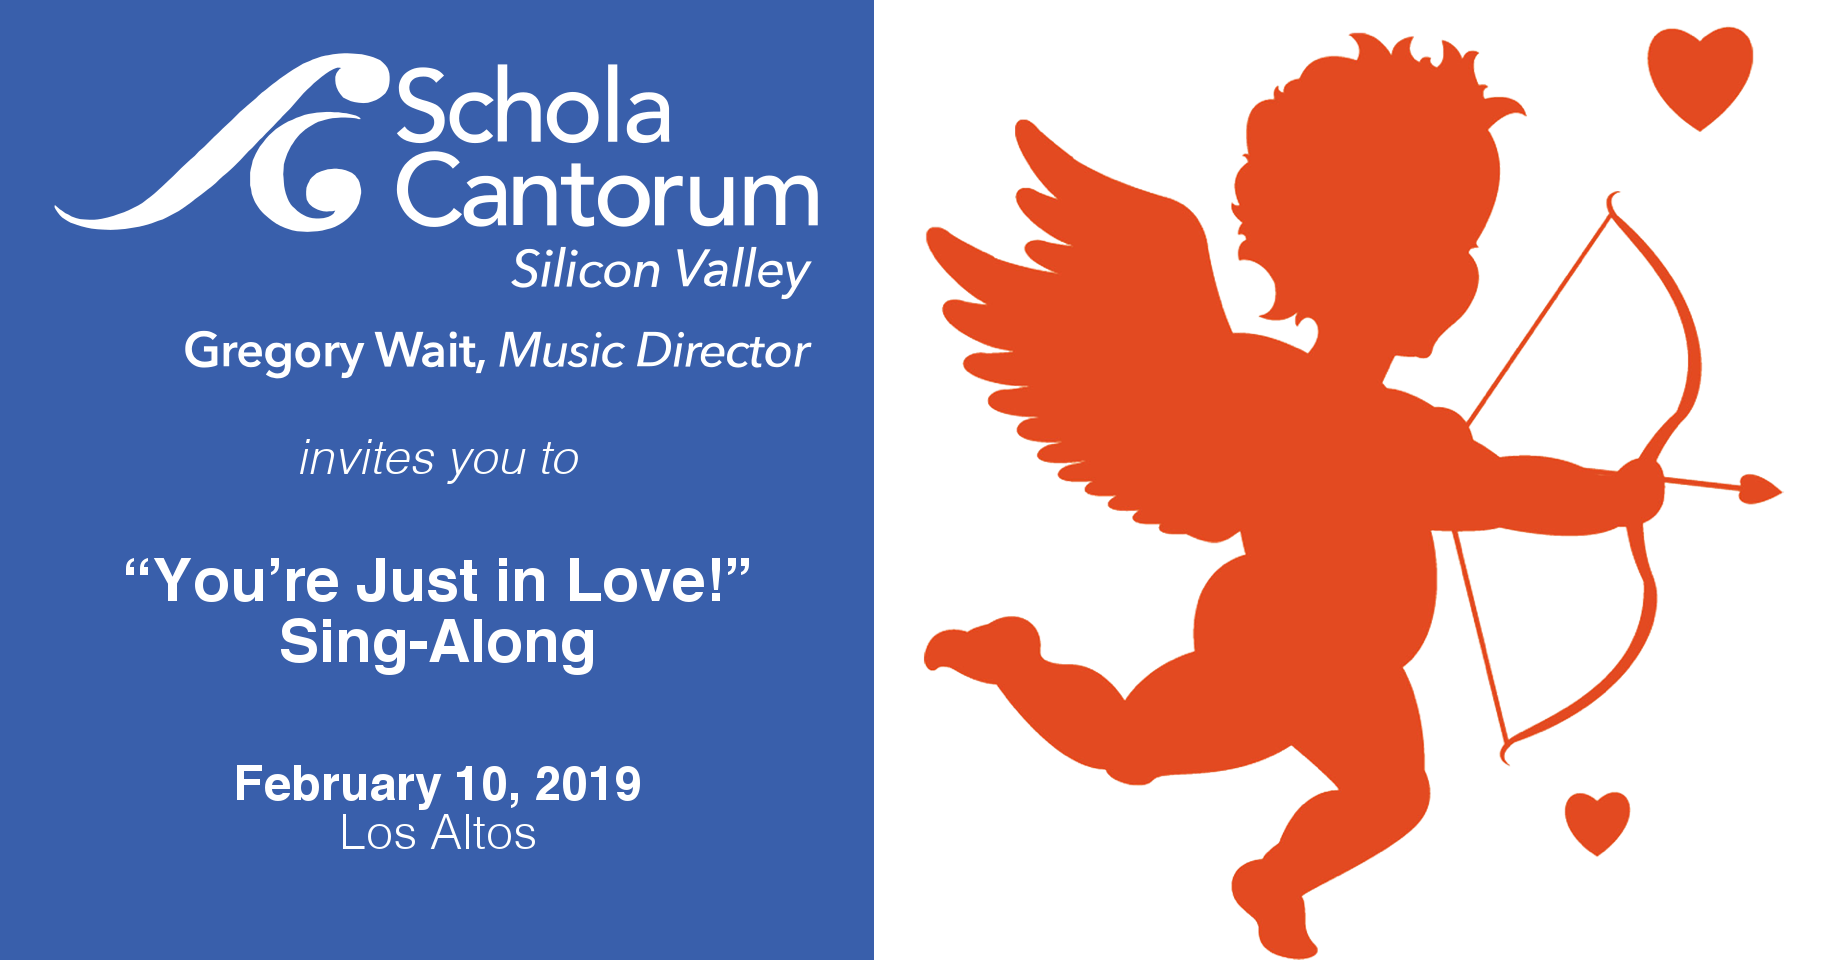 Schola
Cantorum
Silicon Valley
Gregory Wait, Music Director
invites you to
“You’re Just in Love!”
Sing-Along
February 10, 2019
Los Altos